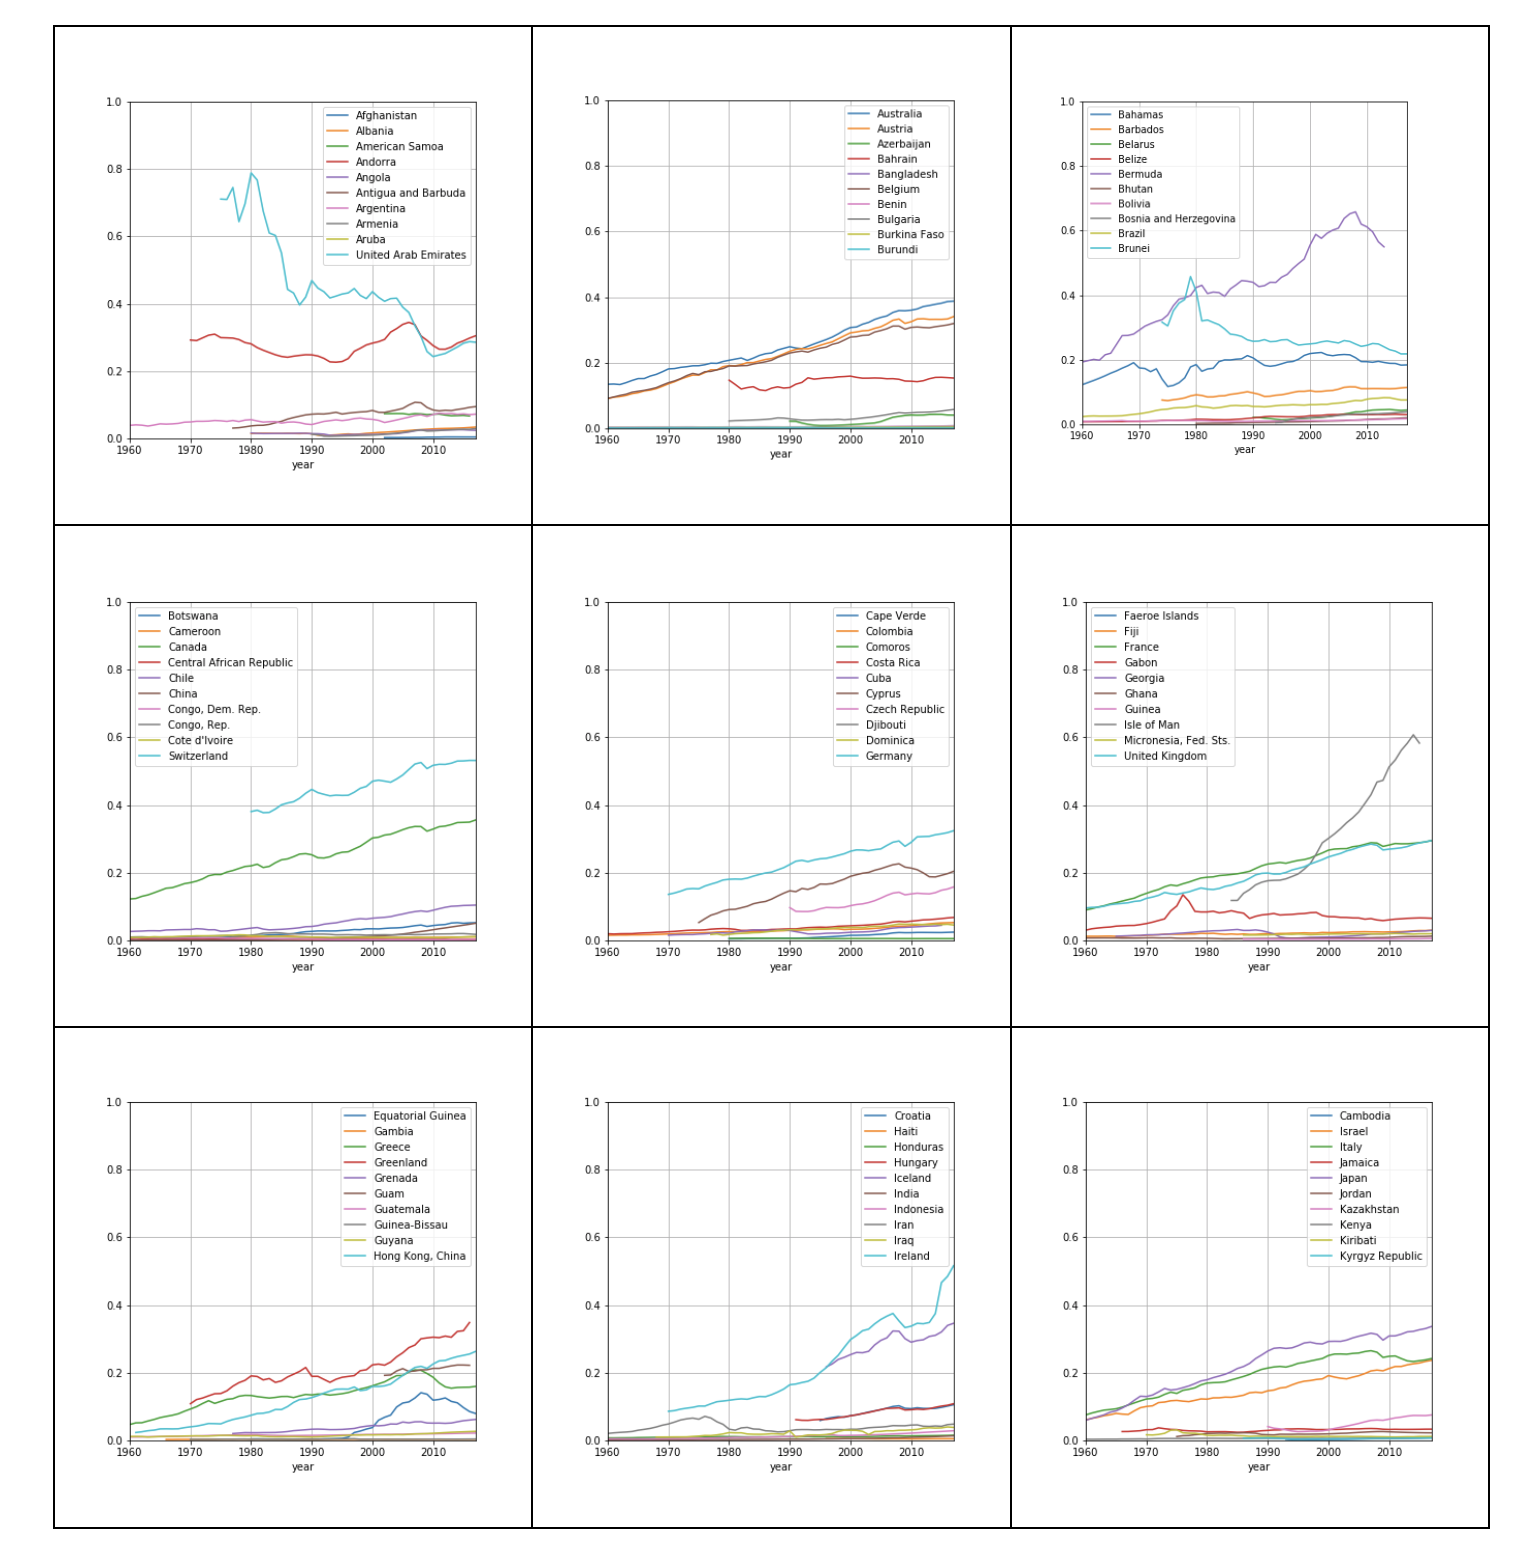 1.0
0.8
0.6
0.4
0.2
0.0
1960 1970 1980 1990 2000 2010
year
Afghanistan
Albania
American Samoa
Andorra
Angola
Antigua and Barbuda
Argentina
Armenia
Aruba
United Arab Emirates
1.0
0.8
0.6
0.4
0.2
0.0
1960 1970 1980 1990 2000 2010
year
Australia
Austria
Azerbaijan
Bahrain
Bangladesh
Belgium
Benin
Bulgaria
Burkina Faso
Burundi
1.0
0.8
0.6
0.4
0.2
0.0
1960 1970 1980 1990 2000 2010
year
Bahamas
Barbados
Belarus
Belize
Bermuda
Bhutan
Bolivia
Bosnia and Herzegovina
Brazil
Brunei
1.0
0.8
0.6
0.4
0.2
0.0
1960 1970 1980 1990 2000 2010
year
Botswana
Cameroon
Canada
Central African Republic
Chile
China
Congo, Dem. Rep.
Congo, Rep.
Cote d'Ivoire
Switzerland
1.0
0.8
0.6
0.4
0.2
0.0
1960 1970 1980 1990 2000 2010
year
Cape Verde
Colombia
Comoros
Costa Rica
Cuba
Cyprus
Czech Republic
Djibouti
Dominica
Germany
1.0
0.8
0.6
0.4
0.2
0.0
1960 1970 1980 1990 2000 2010
year
Faeroe Islands
Fiji
France
Gabon
Georgia
Ghana
Guinea
Isle of Man
Micronesia, Fed. Sts.
United Kingdom
1.0
0.8
0.6
0.4
0.2
0.0
1960 1970 1980 1990 2000 2010
year
Equatorial Guinea
Gambia
Greece
Greenland
Grenada
Guam
Guatemala
Guinea-Bissau
Guyana
Hong Kong, China
1.0
0.8
0.6
0.4
0.2
0.0
1960 1970 1980 1990 2000 2010
year
Croatia
Haiti
Honduras
Hungary
Iceland
India
Indonesia
Iran
Iraq
Ireland
1.0
0.8
0.6
0.4
0.2
0.0
1960 1970 1980 1990 2000 2010
year
Cambodia
Israel
Italy
Jamaica
Japan
Jordan
Kazakhstan
Kenya
Kiribati
Kyrgyz Republic